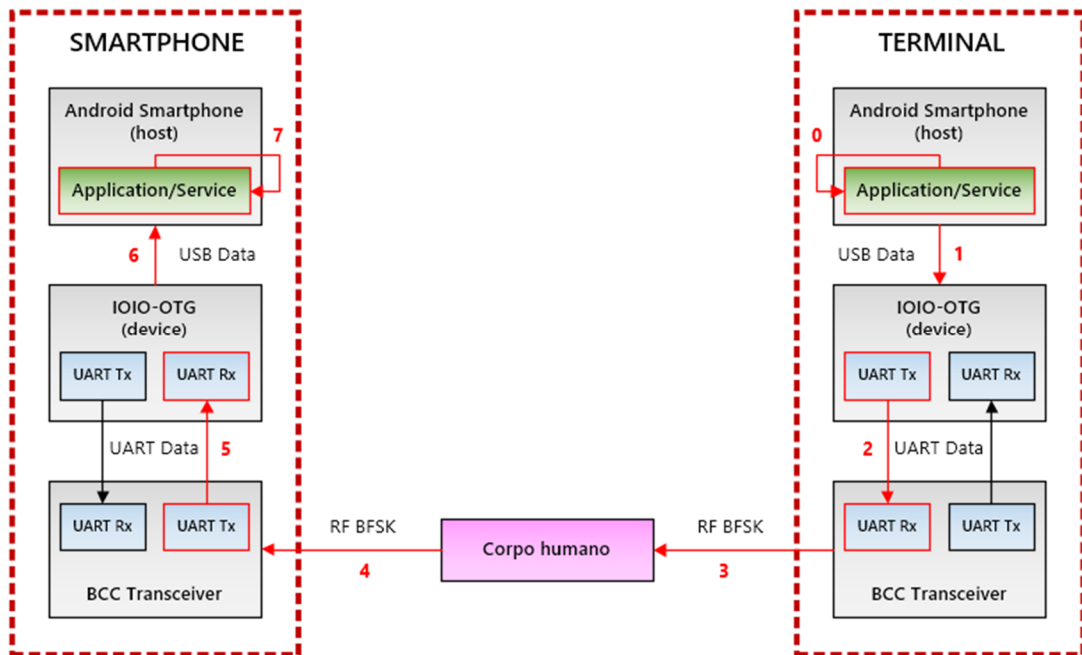 SMARTPHONE
Android Smartphone
(host)
7
Application/Service
6
USB Data
IOIO-OTG
(device)
UART Tx
UART Rx
UART Data
5
UART Rx
UART Tx
BCC Transceiver
RF BFSK
4
Corpo humano
RF BFSK
3
TERMINAL
Android Smartphone
(host)
0
Application/Service
USB Data
1
IOIO-OTG
(device)
UART Tx
UART Rx
2
UART Data
UART Rx
UART Tx
BCC Transceiver